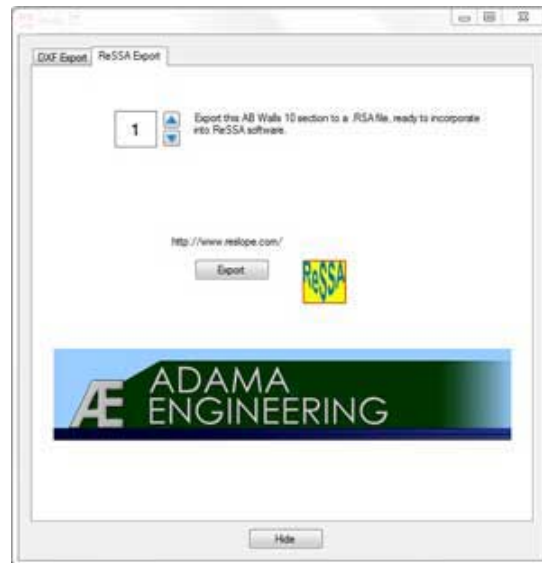 DXF Export ReSSA Export
1
Export this AB Walls 10 section to a .RSA file, ready to incorporate
into ReSSA software.
http://www.reslope.com/
Export
ReSSA
AE ADAMA
ENGINEERING
Hide